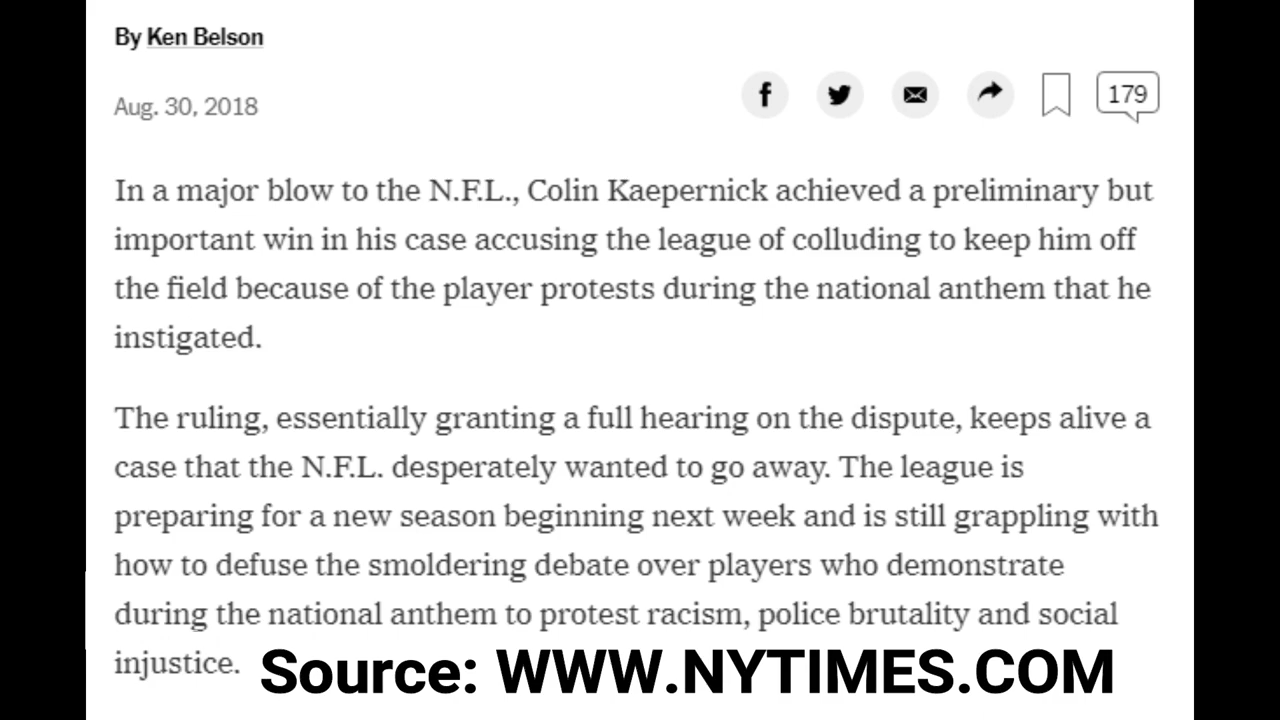 By Ken Belson
Aug. 30, 2018
179
In a major blow to the N.F.L., Colin Kaepernick achieved a preliminary but
important win in his case accusing the league of colluding to keep him off
the field because of the player protests during the national anthem that he
instigated.
The ruling, essentially granting a full hearing on the dispute, keeps alive a
case that the N.F.L. desperately wanted to go away. The league is
preparing for a new season beginning next week and is still grappling with
how to defuse the smoldering debate over players who demonstrate
during the national anthem to protest racism, police brutality and social
injustice.
Source: WWW.NYTIMES.COM